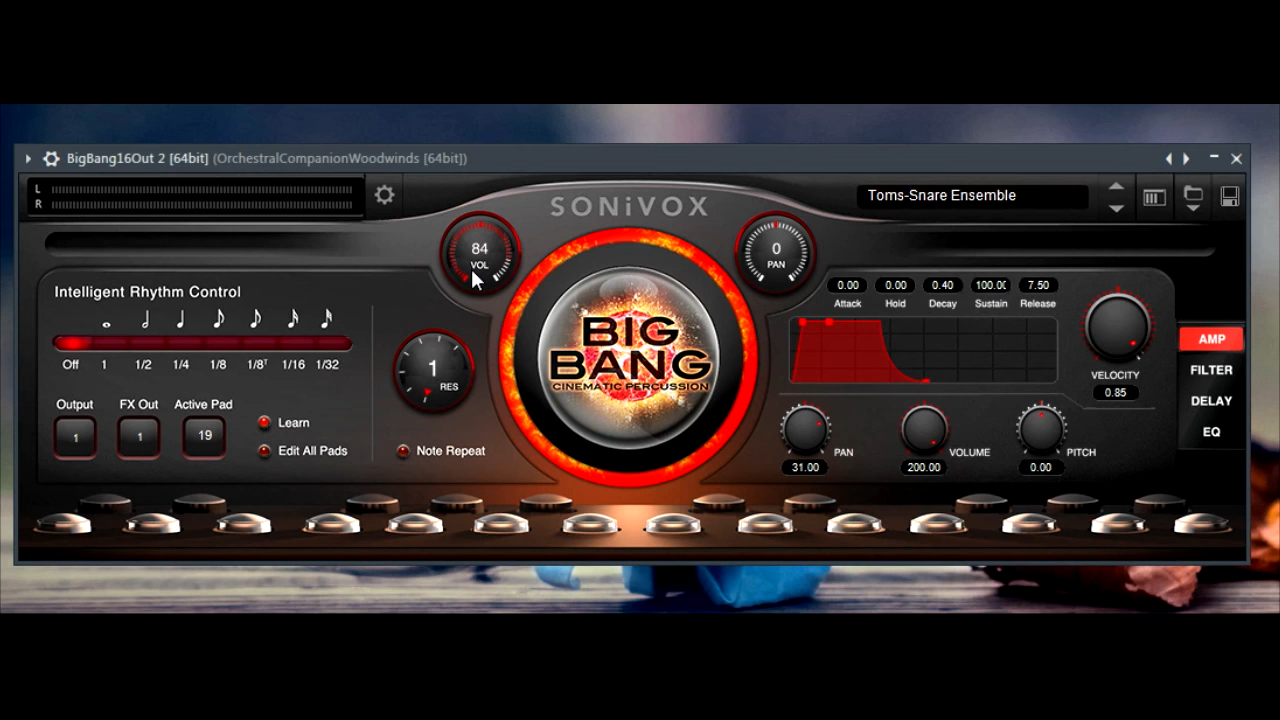 BigBang16Out 2 [64bit] (OrchestralCompanionWoodwinds [64bit])
L
R
SONiVOX
Toms-Snare Ensemble
84
VOL
0
PAN
Intelligent Rhythm Control
Off 1 1/2 1/4 1/8 1/8ᵀ 1/16 1/32
Output FX Out Active Pad
1 1 19
Learn
Edit All Pads
1
RES
Note Repeat
BIG
BANG
CINEMATIC PERCUSSION
0.00 0.00 0.40 100.0( 7.50
Attack Hold Decay Sustain Release
VELOCITY
0.85
PAN VOLUME PITCH
31.00 200.00 0.00
AMP
FILTER
DELAY
EQ